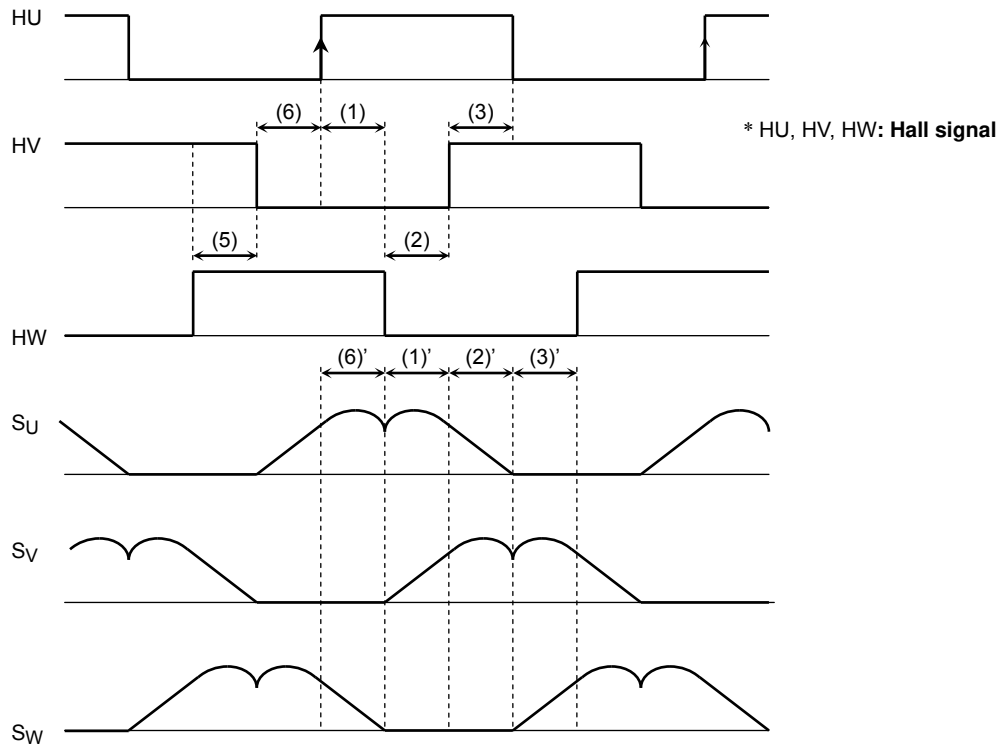 HU
(6) (1) (3)
* HU, HV, HW: Hall signal
HV
(5) (2)
HW
(6)’ (1)’ (2)’ (3)’
SU
SV
SW